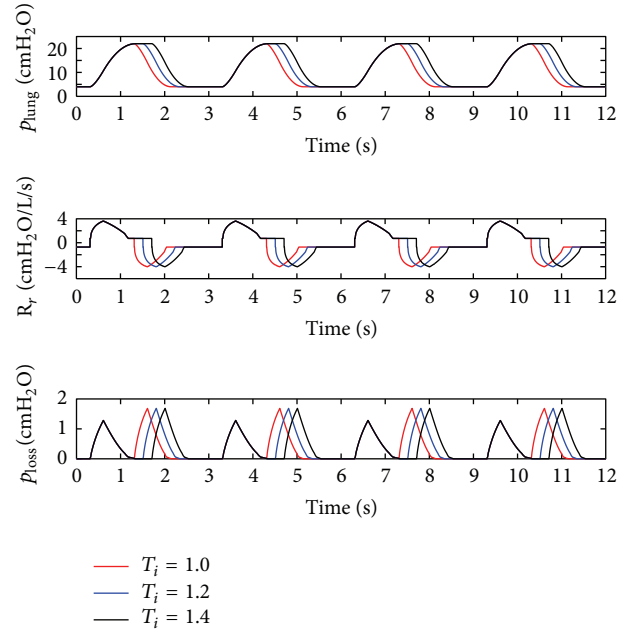 p_lung (cmH₂O)
20
10
0
0 1 2 3 4 5 6 7 8 9 10 11 12
Time (s)
R_r (cmH₂O/L/s)
4
0
−4
0 1 2 3 4 5 6 7 8 9 10 11 12
Time (s)
p_loss (cmH₂O)
2
1
0
0 1 2 3 4 5 6 7 8 9 10 11 12
Time (s)
T_i = 1.0
T_i = 1.2
T_i = 1.4